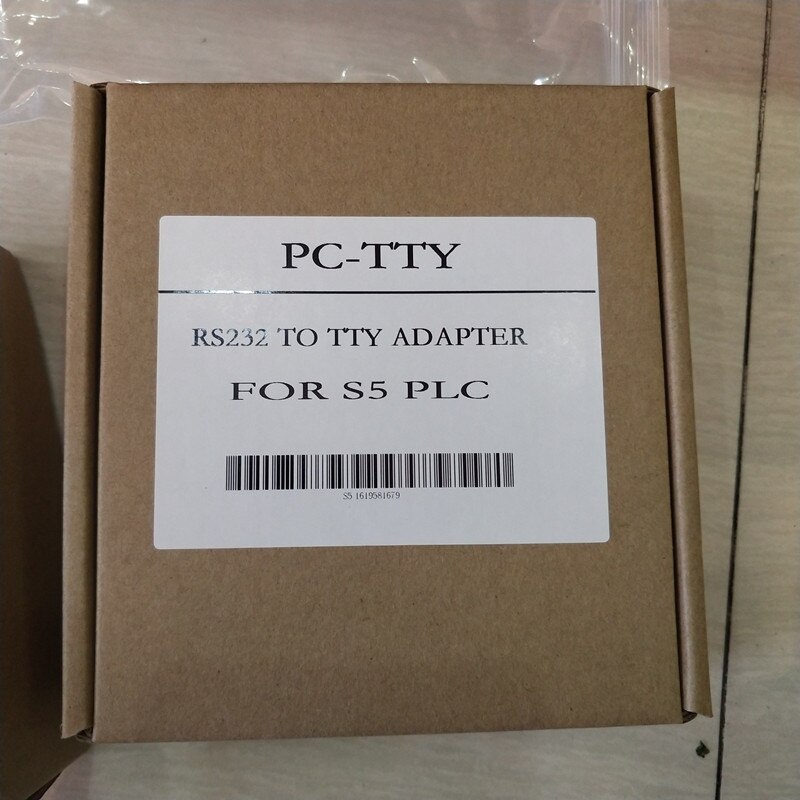 PC-TTY
RS232 TO TTY ADAPTER
FOR S5 PLC
S5 1619581679